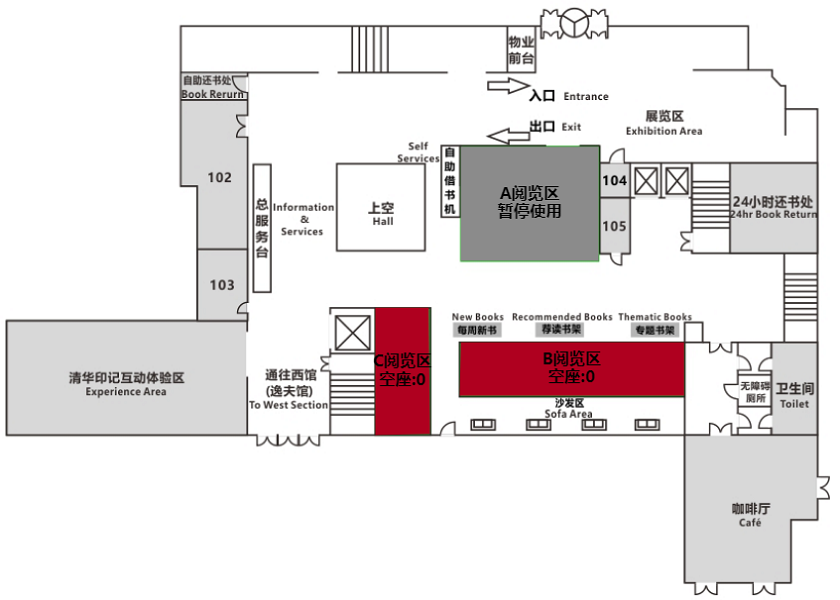 物业
前台
自助还书处
Book Rerurn
入口 Entrance
出口 Exit
展览区
Exhibition Area
Self
Services
自助借书机
A阅览区
暂停使用
102
总服务台
Information
&
Services
上空
Hall
104
105
24小时还书处
24hr Book Return
103
New Books
每周新书
Recommended Books
荐读书架
Thematic Books
专题书架
清华印记互动体验区
Experience Area
通往西馆
(逸夫馆)
To West Section
C阅览区
空座:0
B阅览区
空座:0
沙发区
Sofa Area
无障碍
厕所
卫生间
Toilet
咖啡厅
Café